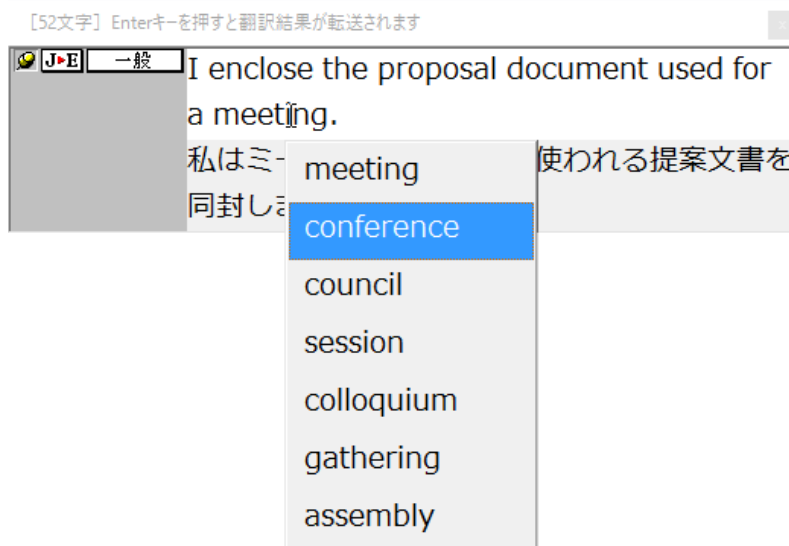 [52文字] Enterキーを押すと翻訳結果が転送されます
J▶E 一般
I enclose the proposal document used for
a meeting.
私はミー 使われる提案文書を
同封しま
meeting
conference
council
session
colloquium
gathering
assembly